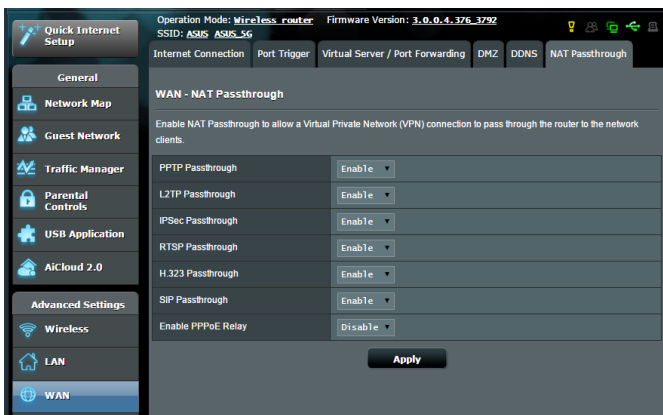 Quick Internet
Setup
Operation Mode: Wireless router Firmware Version: 3.0.0.4.376_3792
SSID: ASUS ASUS_5G
Internet Connection Port Trigger Virtual Server / Port Forwarding DMZ DDNS NAT Passthrough
General
Network Map
Guest Network
Traffic Manager
Parental
Controls
USB Application
AiCloud 2.0
Advanced Settings
Wireless
LAN
WAN
WAN - NAT Passthrough
Enable NAT Passthrough to allow a Virtual Private Network (VPN) connection to pass through the router to the network
clients.
PPTP Passthrough Enable
L2TP Passthrough Enable
IPSec Passthrough Enable
RTSP Passthrough Enable
H.323 Passthrough Enable
SIP Passthrough Enable
Enable PPPoE Relay Disable
Apply